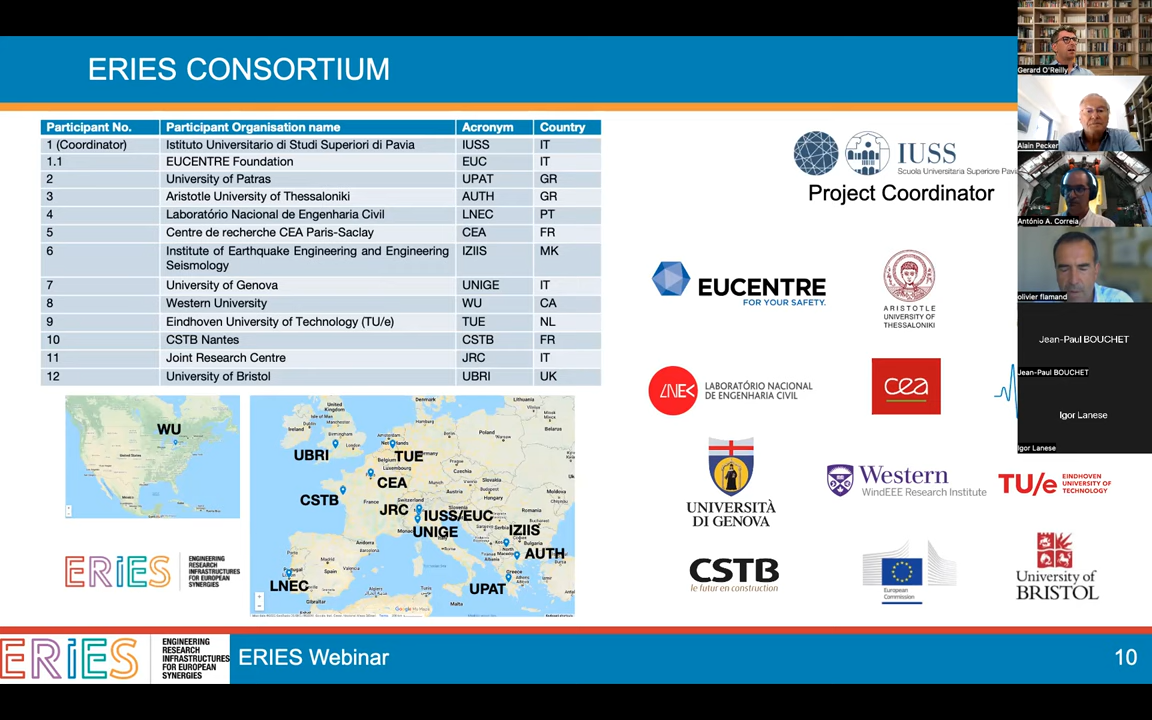 ERIES CONSORTIUM
Participant No. Participant Organisation name Acronym Country
1 (Coordinator) Istituto Universitario di Studi Superiori di Pavia IUSS IT
1.1 EUCENTRE Foundation EUC IT
2 University of Patras UPAT GR
3 Aristotle University of Thessaloniki AUTH GR
4 Laboratório Nacional de Engenharia Civil LNEC PT
5 Centre de recherche CEA Paris-Saclay CEA FR
6 Institute of Earthquake Engineering and Engineering Seismology IZIIS MK
7 University of Genova UNIGE IT
8 Western University WU CA
9 Eindhoven University of Technology (TU/e) TUE NL
10 CSTB Nantes CSTB FR
11 Joint Research Centre JRC IT
12 University of Bristol UBRI UK
WU
UBRI
TUE
CEA
CSTB
JRC
IUSS/EUC
UNIGE
IZIIS
AUTH
LNEC
UPAT
ERIES
ENGINEERING
RESEARCH
INFRASTRUCTURES
FOR EUROPEAN
SYNERGIES
IUSS
Scuola Universitaria Superiore Pavia
Project Coordinator
EUCENTRE
FOR YOUR SAFETY.
ARISTOTLE
UNIVERSITY OF
THESSALONIKI
LNEC
LABORATÓRIO NACIONAL
DE ENGENHARIA CIVIL
cea
UNIVERSITÀ
DI GENOVA
Western
WindEEE Research Institute
TU/e
EINDHOVEN
UNIVERSITY OF
TECHNOLOGY
CSTB
le futur en construction
European
Commission
University of
BRISTOL
Gerard O'Reilly
Alain Pecker
António A. Correia
olivier flamand
Jean-Paul BOUCHET
Jean-Paul BOUCHET
Igor Lanese
Igor Lanese
ERIES
ENGINEERING
RESEARCH
INFRASTRUCTURES
FOR EUROPEAN
SYNERGIES
ERIES Webinar
10